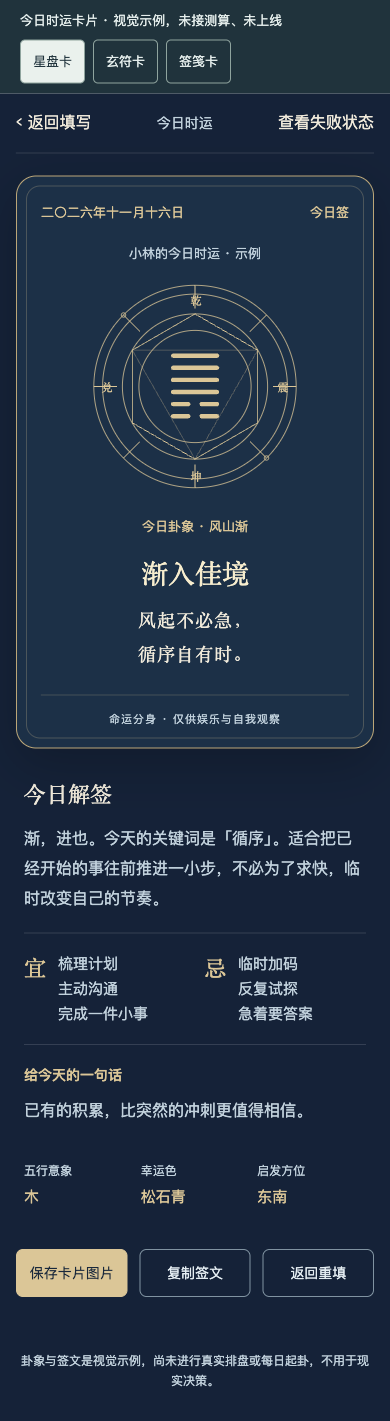 今日时运卡片 · 视觉示例，未接测算、未上线
星盘卡 玄符卡 签笺卡
‹ 返回填写 今日时运 查看失败状态
二〇二六年十一月十六日 今日签
小林的今日时运 · 示例
乾
兑 震
坤
今日卦象 · 风山渐
渐入佳境
风起不必急，
循序自有时。
命运分身 · 仅供娱乐与自我观察
今日解签
渐，进也。今天的关键词是「循序」。适合把已
经开始的事往前推进一小步，不必为了求快，临
时改变自己的节奏。
宜 梳理计划 忌 临时加码
主动沟通 反复试探
完成一件小事 急着要答案
给今天的一句话
已有的积累，比突然的冲刺更值得相信。
五行意象 幸运色 启发方位
木 松石青 东南
保存卡片图片 复制签文 返回重填
卦象与签文是视觉示例，尚未进行真实排盘或每日起卦，不用于现
实决策。